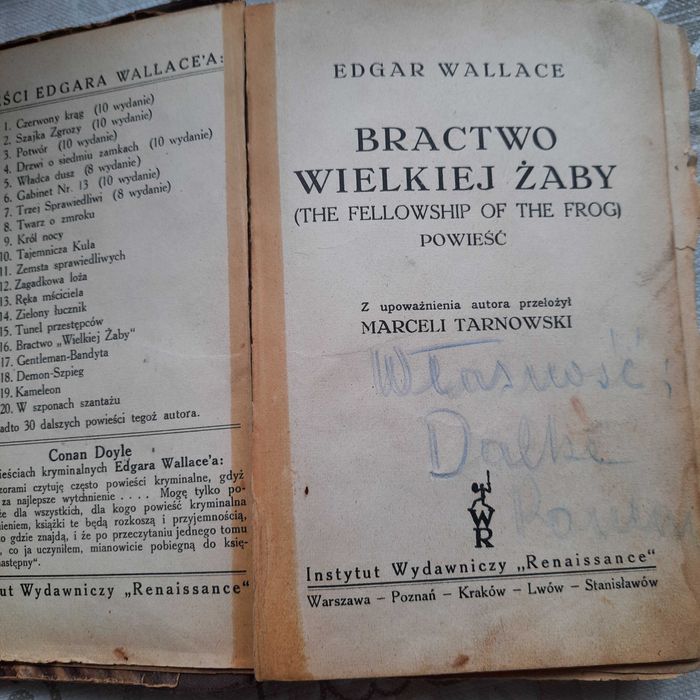 ŚCI EDGARA WALLACE'A:
1. Czerwony krąg (10 wydanie)
2. Szajka Zgrozy (10 wydanie)
3. Potwór (10 wydanie)
4. Drzwi o siedmiu zamkach (10 wydanie)
5. Władca dusz (8 wydanie)
6. Gabinet Nr. 13 (10 wydanie)
7. Trzej Sprawiedliwi (8 wydanie)
8. Twarz o zmroku
9. Król nocy
10. Tajemnicza Kula
11. Zemsta sprawiedliwych
12. Zagadkowa loża
13. Ręka mściciela
14. Zielony łucznik
15. Tunel przestępców
16. Bractwo „Wielkiej Żaby"
17. Gentleman-Bandyta
18. Demon-Szpieg
19. Kameleon
20. W szponach szantażu
adto 30 dalszych powieści tegoż autora.
Conan Doyle
ieściach kryminalnych Edgara Wallace'a:
zorami czytuję często powieści kryminalne, gdyż
za najlepsze wytchnienie .... Mogę tylko po-
że dla wszystkich, dla kogo powieść kryminalna
nieniem, książki te będą rozkoszą i przyjemnością,
o gdzie znajdą, i że po przeczytaniu jednego tomu
, co ja uczyniłem, mianowicie pobiegną do księ-
astępny".
ut Wydawniczy „Renaissance"
EDGAR WALLACE
BRACTWO
WIELKIEJ ŻABY
(THE FELLOWSHIP OF THE FROG)
POWIEŚĆ
Z upoważnienia autora przełożył
MARCELI TARNOWSKI
Własność:
WR
Instytut Wydawniczy „Renaissance"
Warszawa – Poznań – Kraków – Lwów – Stanisławów